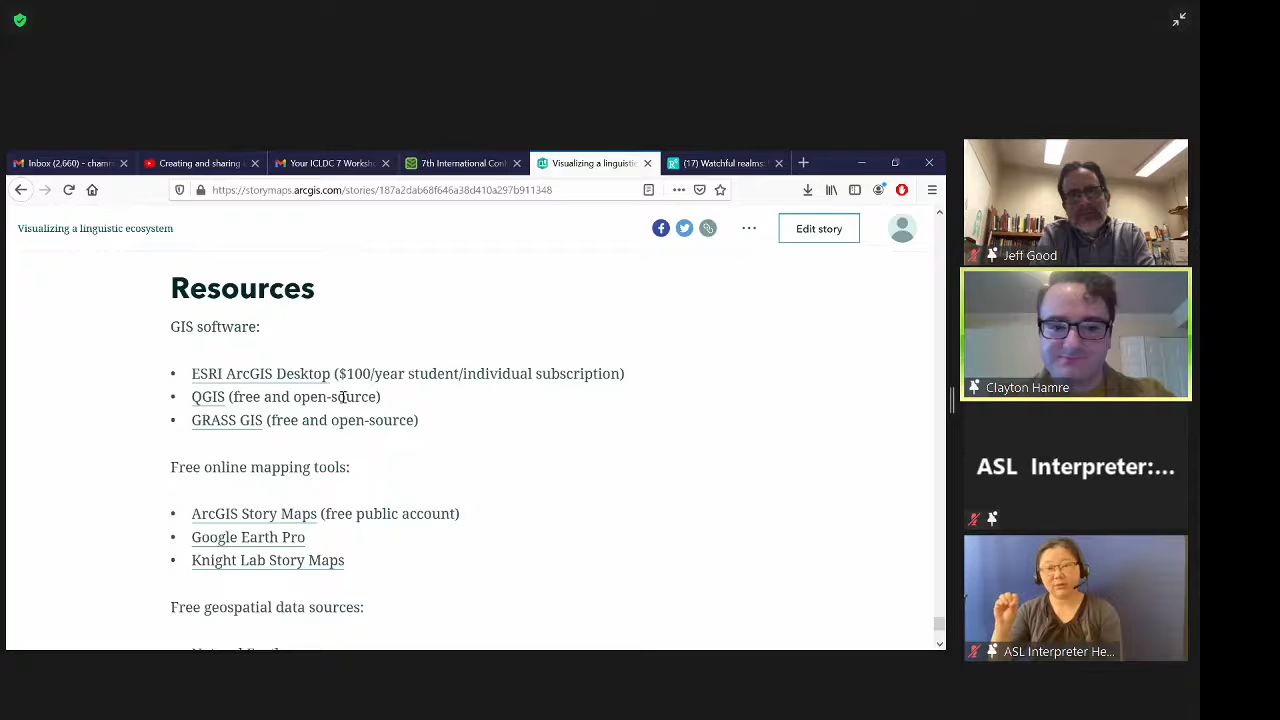 Inbox (2,660) - chamr
Creating and sharing
Your ICLDC 7 Worksho
7th International Conf
Visualizing a linguistic
(17) Watchful realms:
https://storymaps.arcgis.com/stories/187a2dab68f646a38d410a297b911348
Visualizing a linguistic ecosystem
Edit story
Resources
GIS software:
• ESRI ArcGIS Desktop ($100/year student/individual subscription)
• QGIS (free and open-source)
• GRASS GIS (free and open-source)
Free online mapping tools:
• ArcGIS Story Maps (free public account)
• Google Earth Pro
• Knight Lab Story Maps
Free geospatial data sources:
Jeff Good
Clayton Hamre
ASL Interpreter:...
ASL Interpreter He...